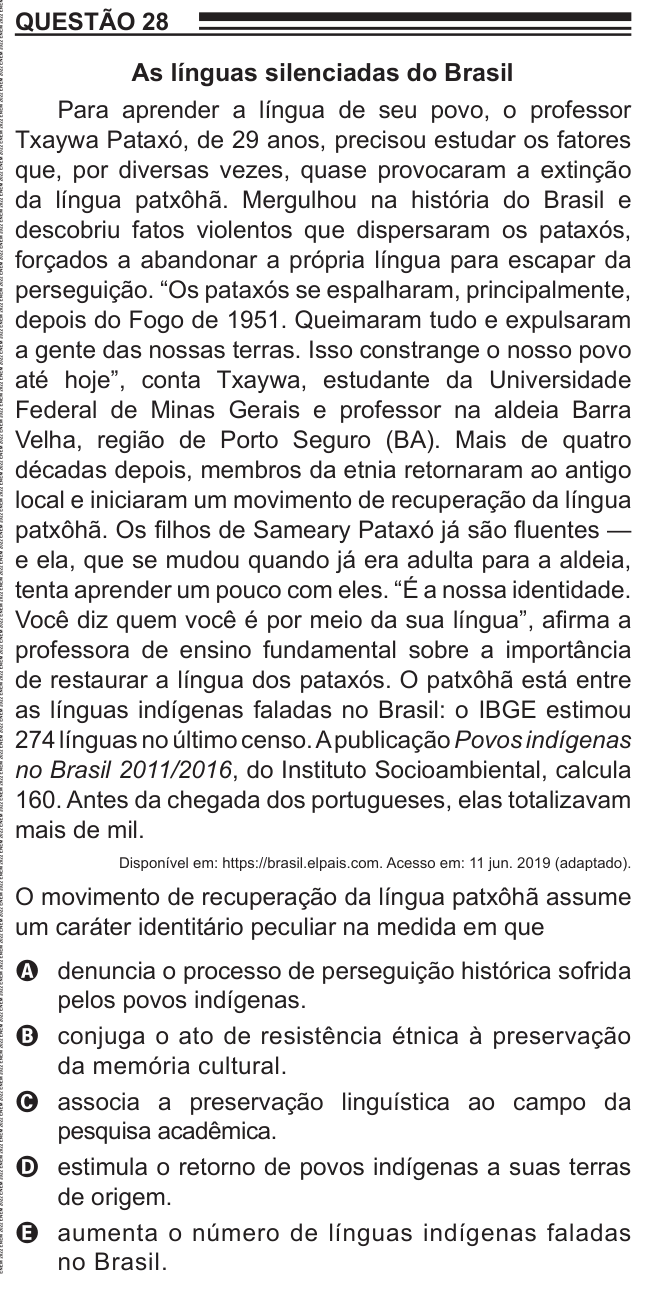 QUESTÃO 28
As línguas silenciadas do Brasil
Para aprender a língua de seu povo, o professor
Txaywa Pataxó, de 29 anos, precisou estudar os fatores
que, por diversas vezes, quase provocaram a extinção
da língua patxôhã. Mergulhou na história do Brasil e
descobriu fatos violentos que dispersaram os pataxós,
forçados a abandonar a própria língua para escapar da
perseguição. “Os pataxós se espalharam, principalmente,
depois do Fogo de 1951. Queimaram tudo e expulsaram
a gente das nossas terras. Isso constrange o nosso povo
até hoje”, conta Txaywa, estudante da Universidade
Federal de Minas Gerais e professor na aldeia Barra
Velha, região de Porto Seguro (BA). Mais de quatro
décadas depois, membros da etnia retornaram ao antigo
local e iniciaram um movimento de recuperação da língua
patxôhã. Os filhos de Sameary Pataxó já são fluentes —
e ela, que se mudou quando já era adulta para a aldeia,
tenta aprender um pouco com eles. “É a nossa identidade.
Você diz quem você é por meio da sua língua”, afirma a
professora de ensino fundamental sobre a importância
de restaurar a língua dos pataxós. O patxôhã está entre
as línguas indígenas faladas no Brasil: o IBGE estimou
274 línguas no último censo. A publicação Povos indígenas
no Brasil 2011/2016, do Instituto Socioambiental, calcula
160. Antes da chegada dos portugueses, elas totalizavam
mais de mil.
Disponível em: https://brasil.elpais.com. Acesso em: 11 jun. 2019 (adaptado).
O movimento de recuperação da língua patxôhã assume
um caráter identitário peculiar na medida em que
A denuncia o processo de perseguição histórica sofrida
pelos povos indígenas.
B conjuga o ato de resistência étnica à preservação
da memória cultural.
C associa a preservação linguística ao campo da
pesquisa acadêmica.
D estimula o retorno de povos indígenas a suas terras
de origem.
E aumenta o número de línguas indígenas faladas
no Brasil.